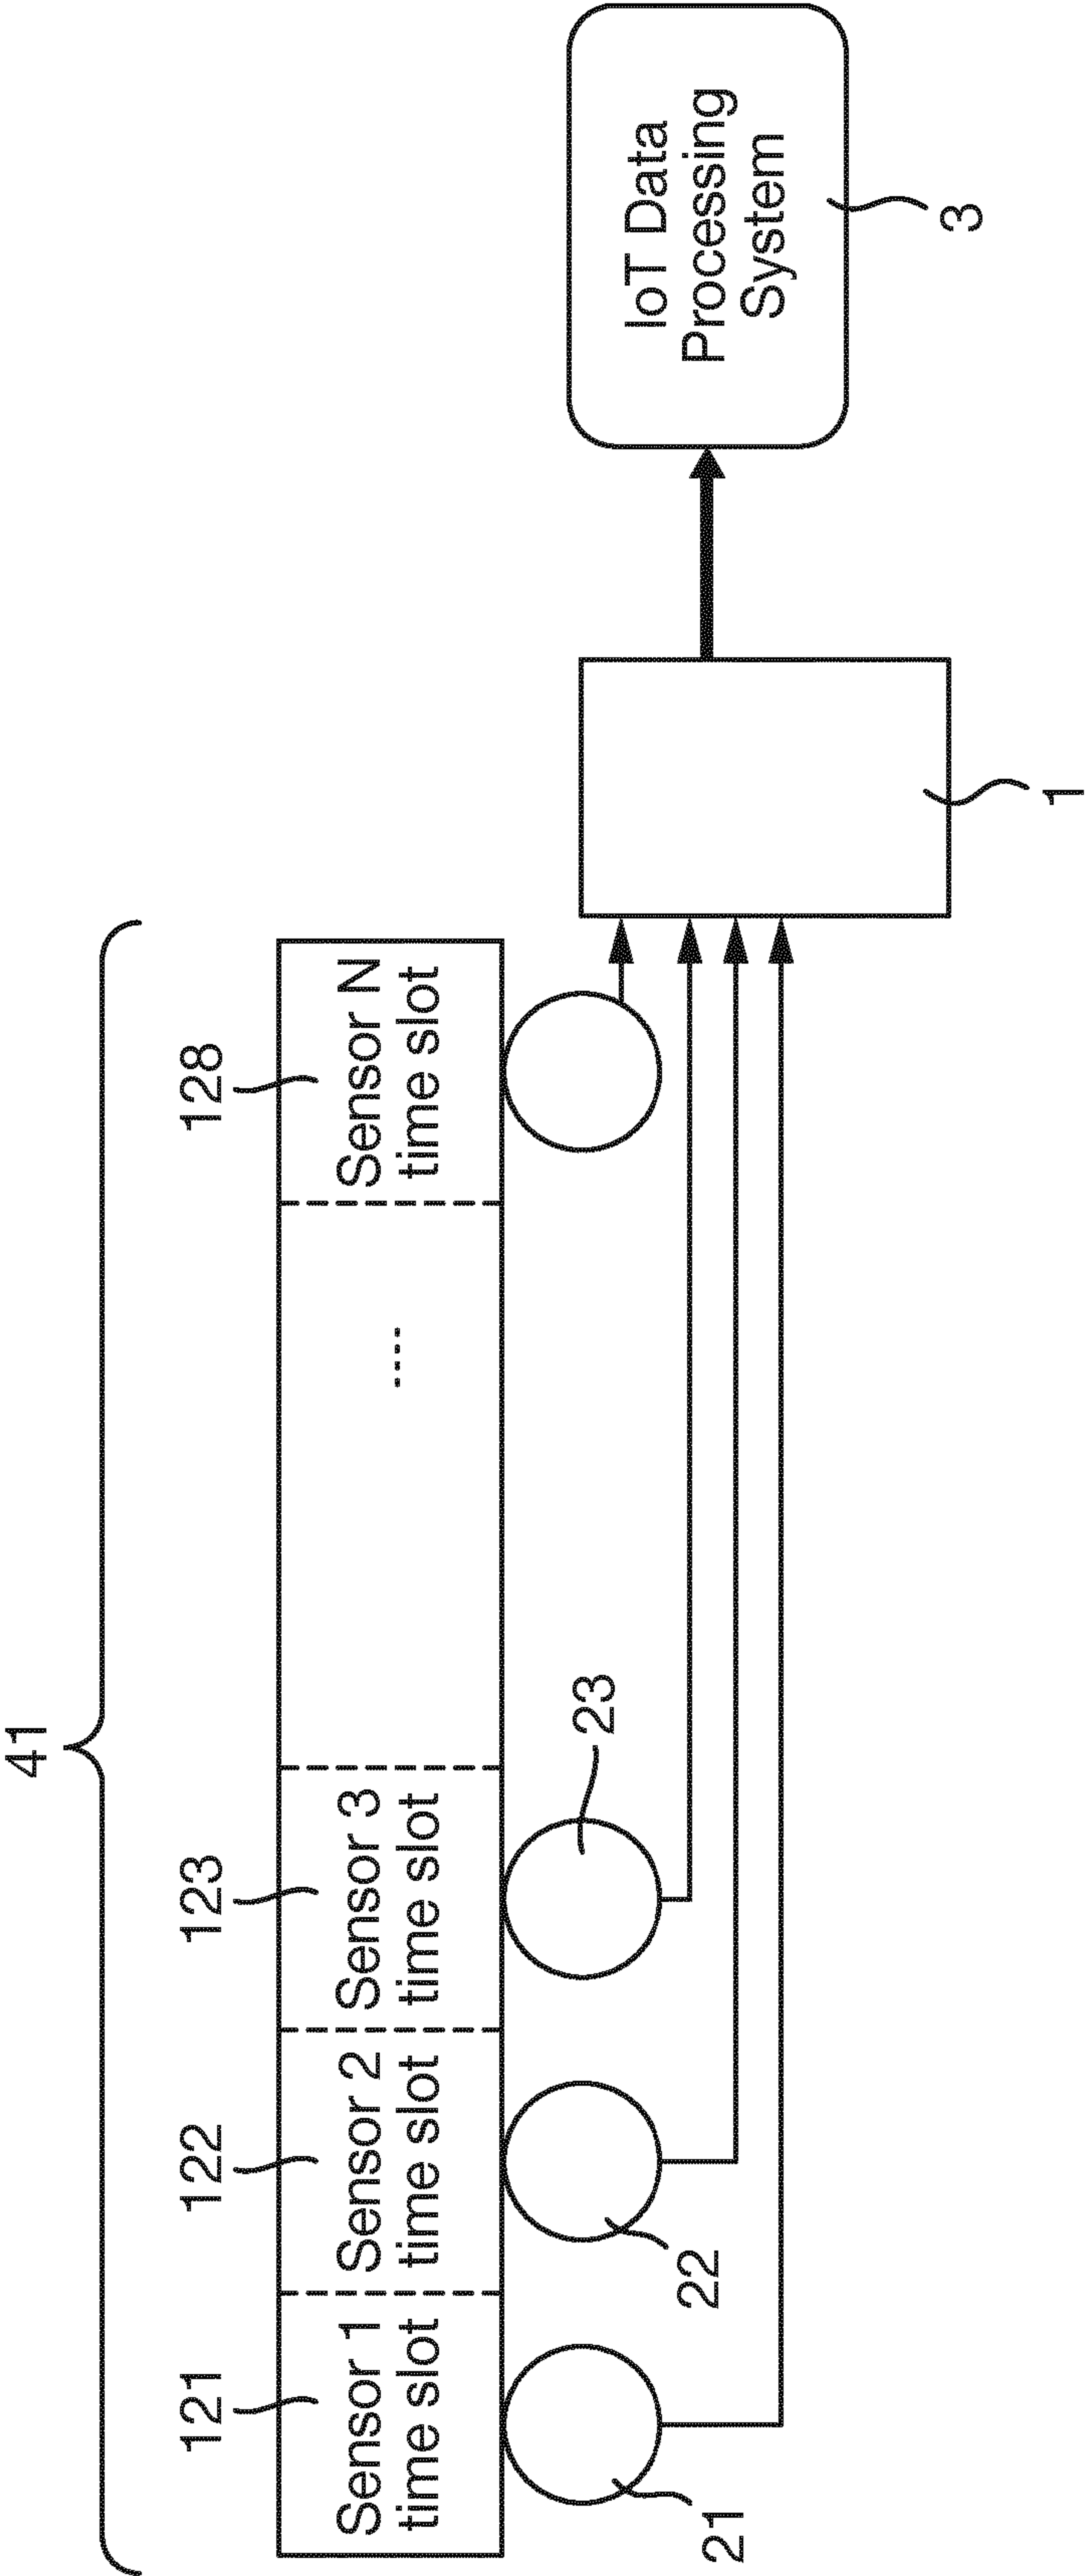 41
121
122
123
128
Sensor 1
time slot
Sensor 2
time slot
Sensor 3
time slot
....
Sensor N
time slot
21
22
23
1
IoT Data
Processing
System
3